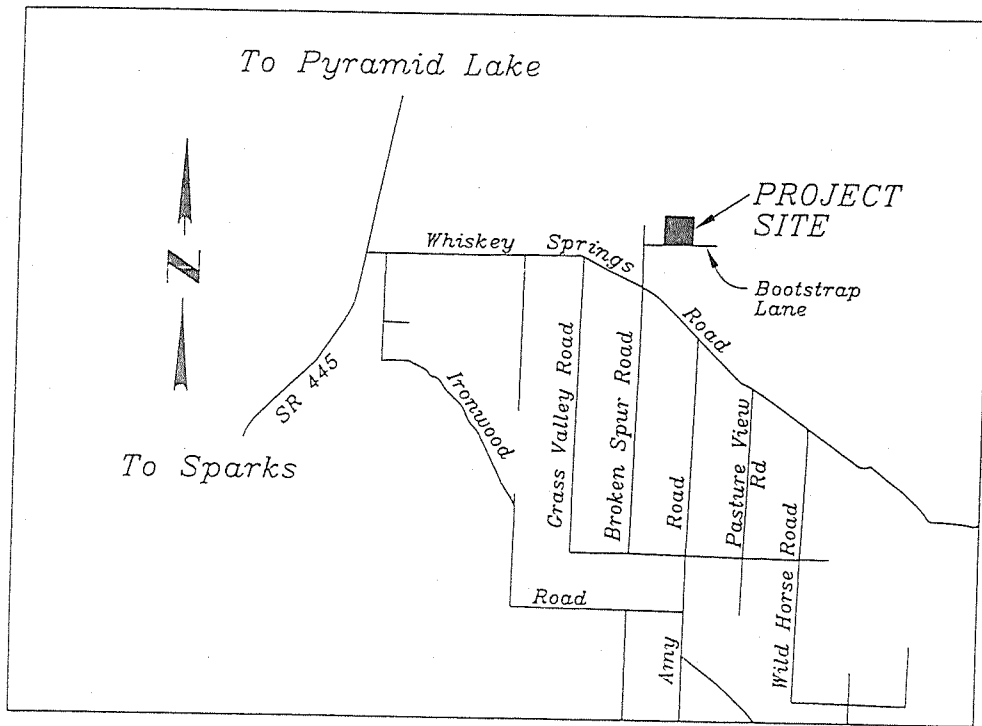 To Pyramid Lake
N
PROJECT
SITE
Whiskey Springs Road
Bootstrap
Lane
SR 445
To Sparks
Ironwood Road
Grass Valley Road
Broken Spur Road
Amy Road
Pasture View
Rd
Wild Horse Road